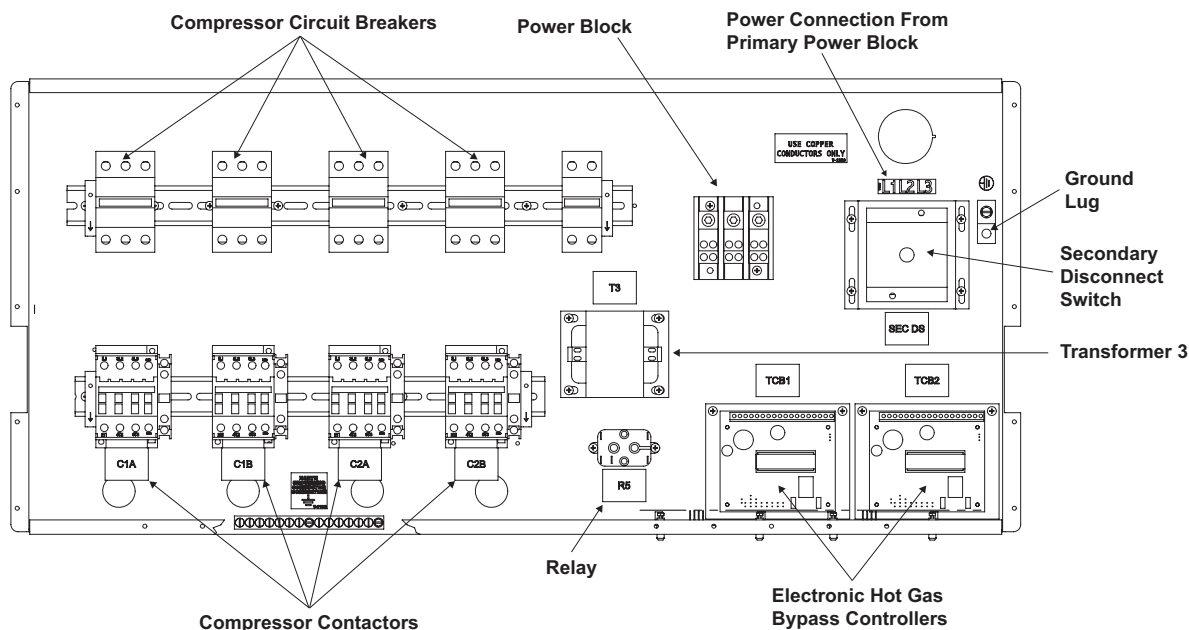 Compressor Circuit Breakers
Power Block
Power Connection From
Primary Power Block
USE COPPER
CONDUCTORS ONLY
L1 L2 L3
Ground
Lug
Secondary
Disconnect
Switch
T3
SEC DS
Transformer 3
TCB1
TCB2
C1A
C1B
C2A
C2B
R5
Relay
Electronic Hot Gas
Bypass Controllers
Compressor Contactors